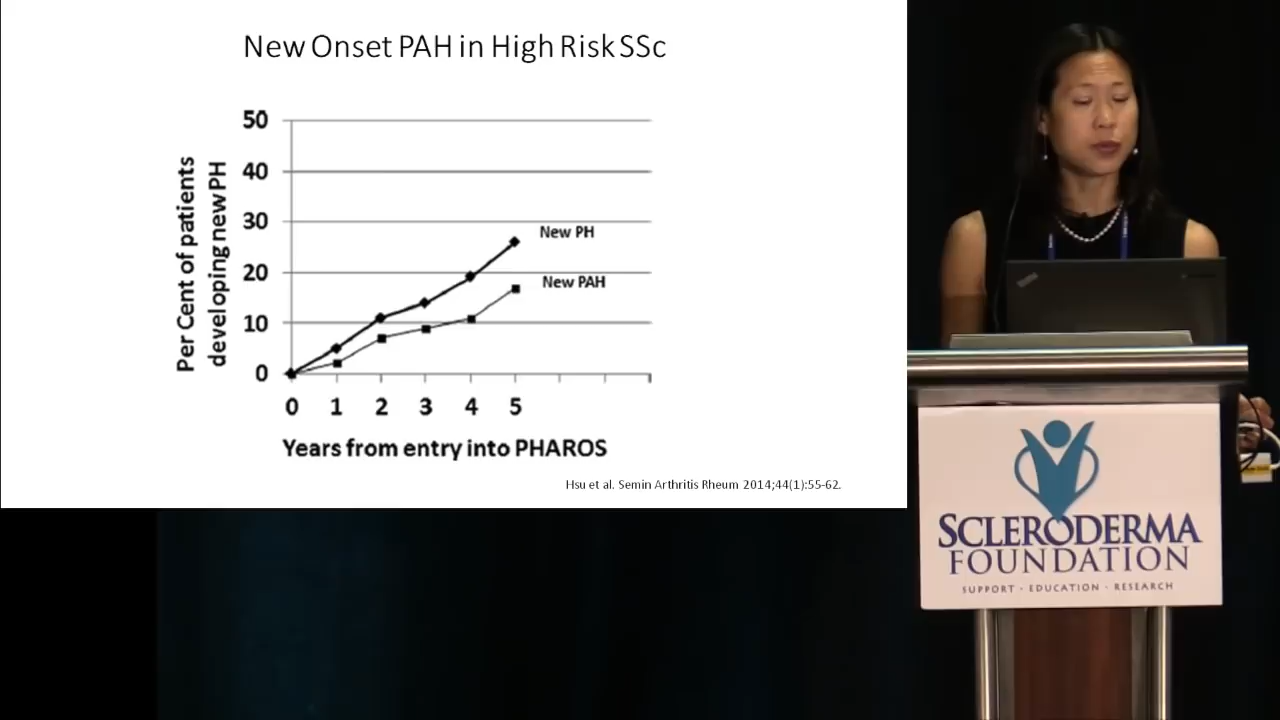 New Onset PAH in High Risk SSc
Per Cent of patients
developing new PH
50
40
30
20
10
0
New PH
New PAH
0 1 2 3 4 5
Years from entry into PHAROS
Hsu et al. Semin Arthritis Rheum 2014;44(1):55-62.
SCLERODERMA
FOUNDATION
SUPPORT · EDUCATION · RESEARCH